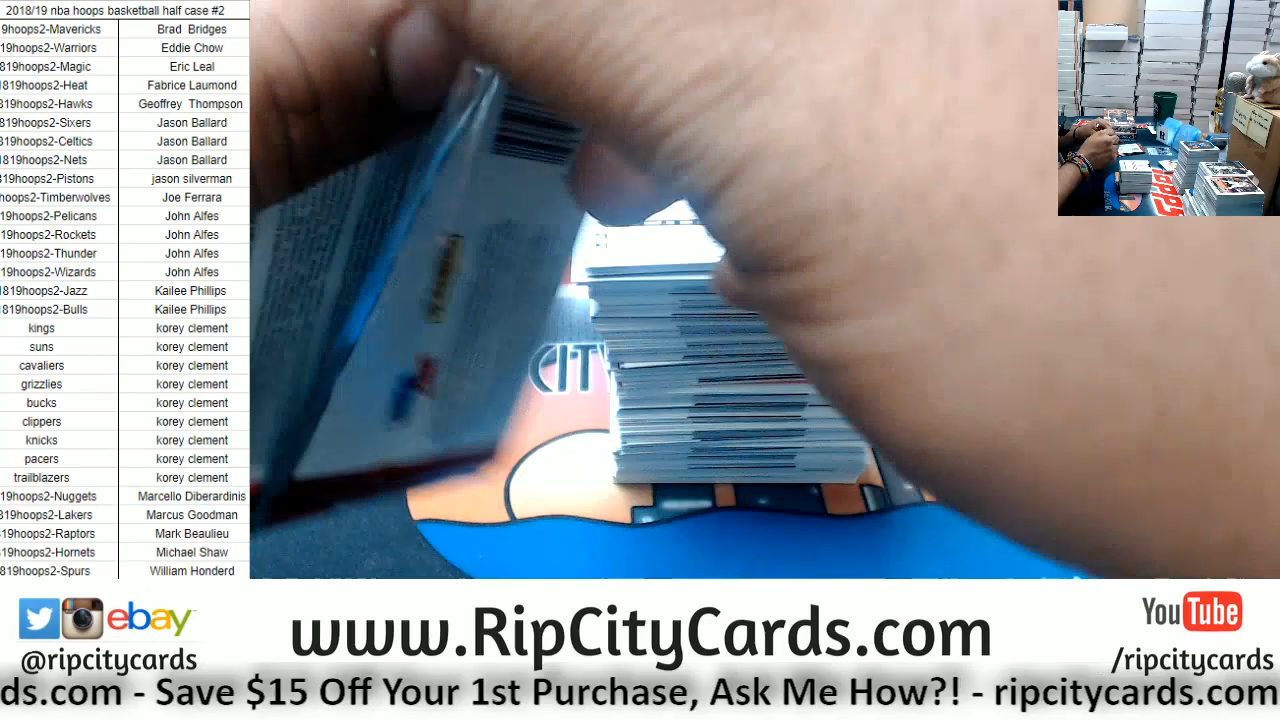 2018/19 nba hoops basketball half case #2
9hoops2-Mavericks Brad Bridges
19hoops2-Warriors Eddie Chow
819hoops2-Magic Eric Leal
1819hoops2-Heat Fabrice Laumond
819hoops2-Hawks Geoffrey Thompson
819hoops2-Sixers Jason Ballard
819hoops2-Celtics Jason Ballard
1819hoops2-Nets Jason Ballard
819hoops2-Pistons jason silverman
hoops2-Timberwolves Joe Ferrara
19hoops2-Pelicans John Alfes
19hoops2-Rockets John Alfes
19hoops2-Thunder John Alfes
19hoops2-Wizards John Alfes
1819hoops2-Jazz Kailee Phillips
1819hoops2-Bulls Kailee Phillips
kings korey clement
suns korey clement
cavaliers korey clement
grizzlies korey clement
bucks korey clement
clippers korey clement
knicks korey clement
pacers korey clement
trailblazers korey clement
19hoops2-Nuggets Marcello Diberardinis
819hoops2-Lakers Marcus Goodman
19hoops2-Raptors Mark Beaulieu
19hoops2-Hornets Michael Shaw
819hoops2-Spurs William Honderd
CITY
ebay
@ripcitycards
www.RipCityCards.com
YouTube
/ripcitycards
ds.com - Save $15 Off Your 1st Purchase, Ask Me How?! - ripcitycards.com